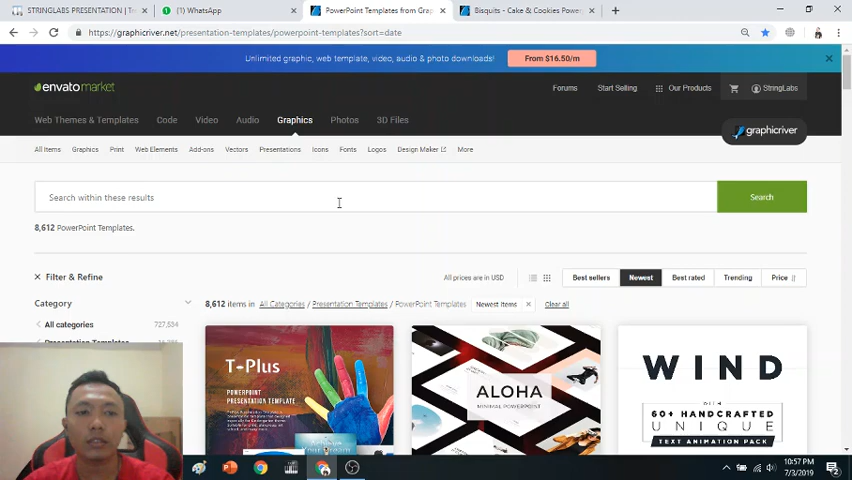 STRINGLABS PRESENTATION | Tr
(1) WhatsApp
PowerPoint Templates from Grap
Bisquits - Cake & Cookies Power
https://graphicriver.net/presentation-templates/powerpoint-templates?sort=date
Unlimited graphic, web template, video, audio & photo downloads!
From $16.50/m
envatomarket
Forums
Start Selling
Our Products
StringLabs
Web Themes & Templates
Code
Video
Audio
Graphics
Photos
3D Files
graphicriver
All Items
Graphics
Print
Web Elements
Add-ons
Vectors
Presentations
Icons
Fonts
Logos
Design Maker
More
Search within these results
Search
8,612 PowerPoint Templates.
Filter & Refine
All prices are in USD
Best sellers
Newest
Best rated
Trending
Price
Category
8,612 items in All Categories / Presentation Templates / PowerPoint Templates
Newest Items
Clear all
All categories
727,534
T-Plus
POWERPOINT
PRESENTATION TEMPLATE
ALOHA
MINIMAL POWERPOINT
WIND
60+ HANDCRAFTED
UNIQUE
TEXT ANIMATION PACK
10:57 PM
7/3/2019